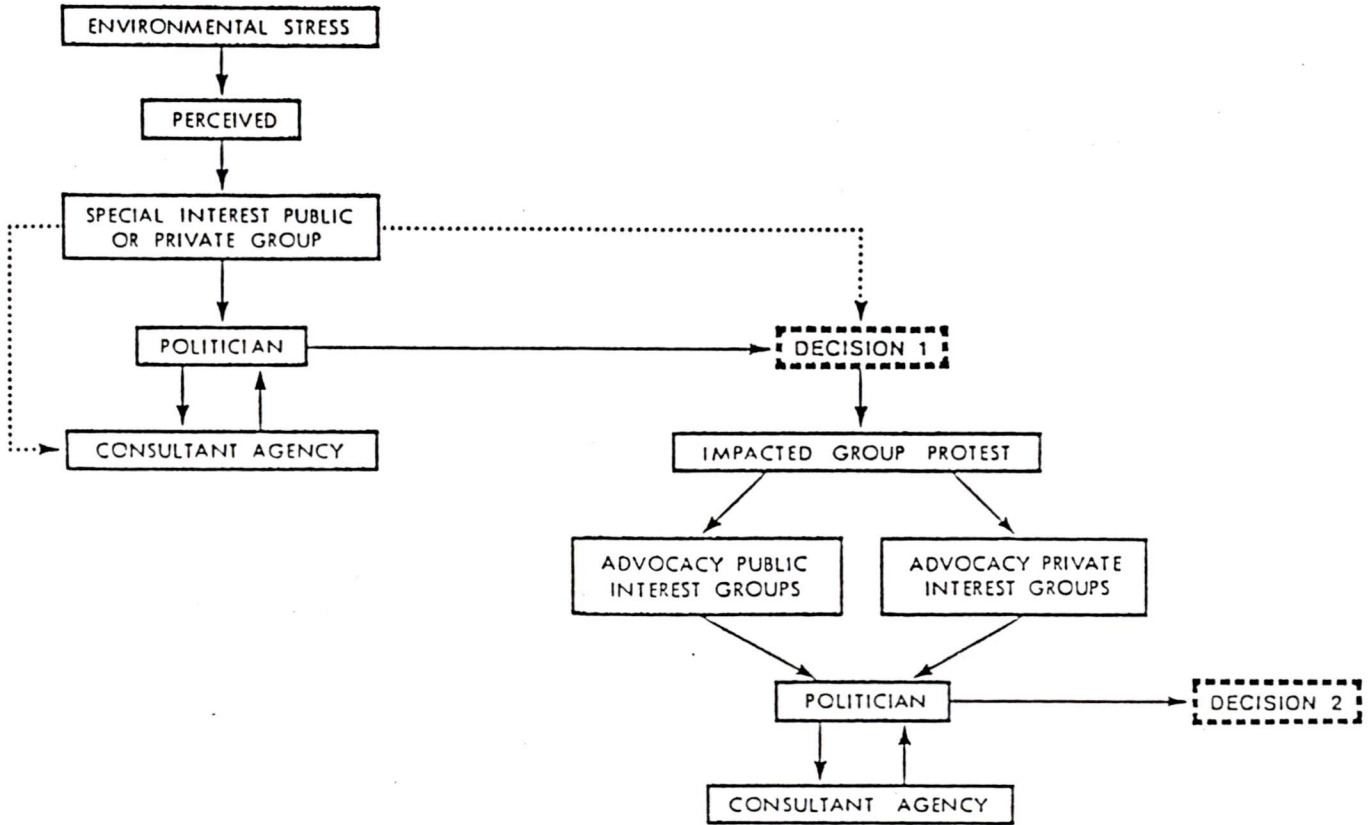 ENVIRONMENTAL STRESS
PERCEIVED
SPECIAL INTEREST PUBLIC
OR PRIVATE GROUP
POLITICIAN
DECISION 1
CONSULTANT AGENCY
IMPACTED GROUP PROTEST
ADVOCACY PUBLIC
INTEREST GROUPS
ADVOCACY PRIVATE
INTEREST GROUPS
POLITICIAN
DECISION 2
CONSULTANT AGENCY